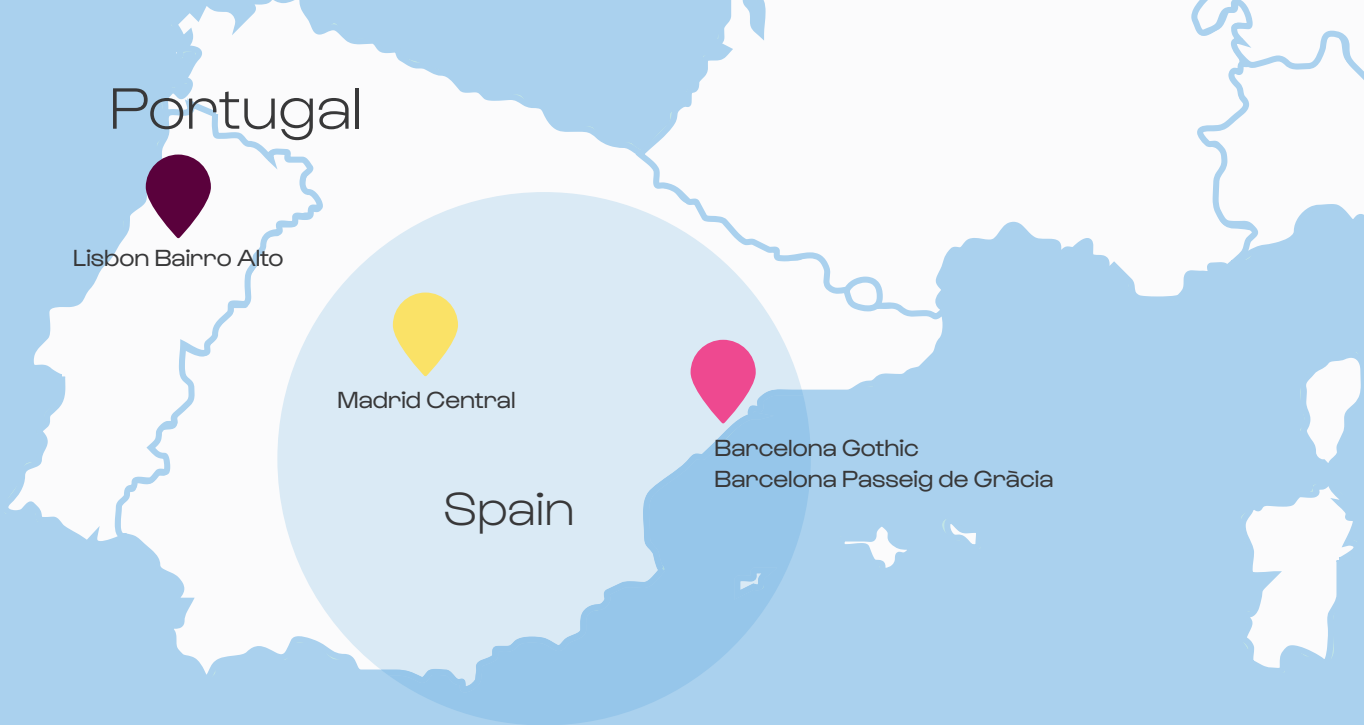 Portugal
Lisbon Bairro Alto
Madrid Central
Barcelona Gothic
Barcelona Passeig de Gràcia
Spain